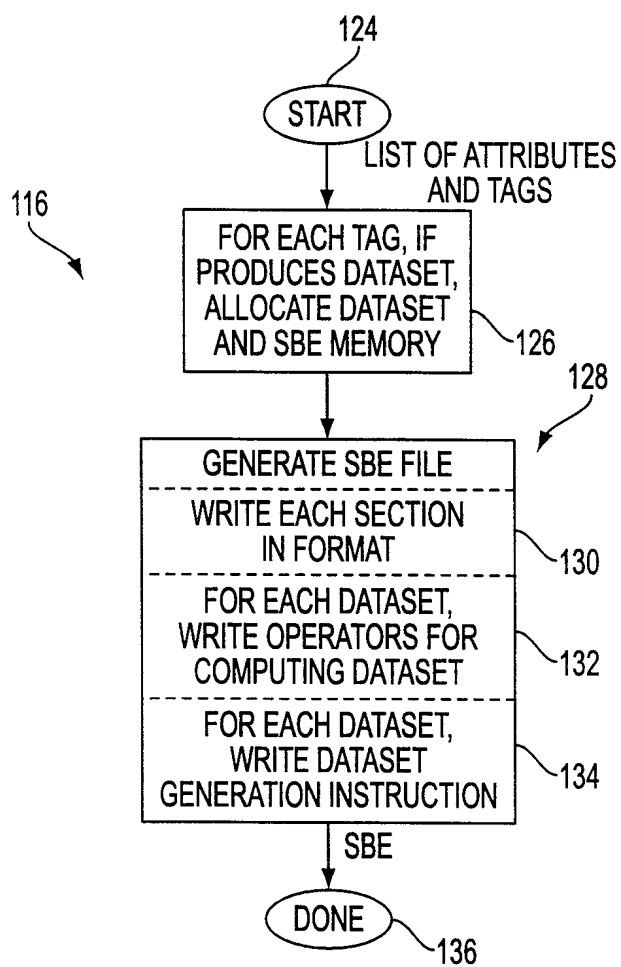 124
START
LIST OF ATTRIBUTES
AND TAGS
116
FOR EACH TAG, IF
PRODUCES DATASET,
ALLOCATE DATASET
AND SBE MEMORY
126
128
GENERATE SBE FILE
WRITE EACH SECTION
IN FORMAT
130
FOR EACH DATASET,
WRITE OPERATORS FOR
COMPUTING DATASET
132
FOR EACH DATASET,
WRITE DATASET
GENERATION INSTRUCTION
134
SBE
DONE
136